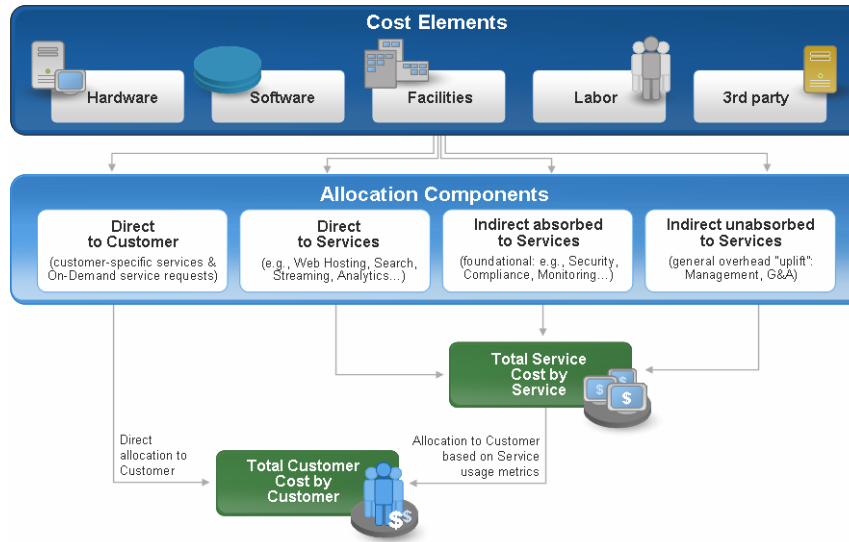 Cost Elements
Hardware
Software
Facilities
Labor
3rd party
Allocation Components
Direct
to Customer
(customer-specific services &
On-Demand service requests)
Direct
to Services
(e.g., Web Hosting, Search,
Streaming, Analytics...)
Indirect absorbed
to Services
(foundational: e.g., Security,
Compliance, Monitoring...)
Indirect unabsorbed
to Services
(general overhead "uplift":
Management, G&A)
Total Service
Cost by
Service
$
$
$
Direct
allocation to
Customer
Allocation to Customer
based on Service
usage metrics
Total Customer
Cost by
Customer
$$